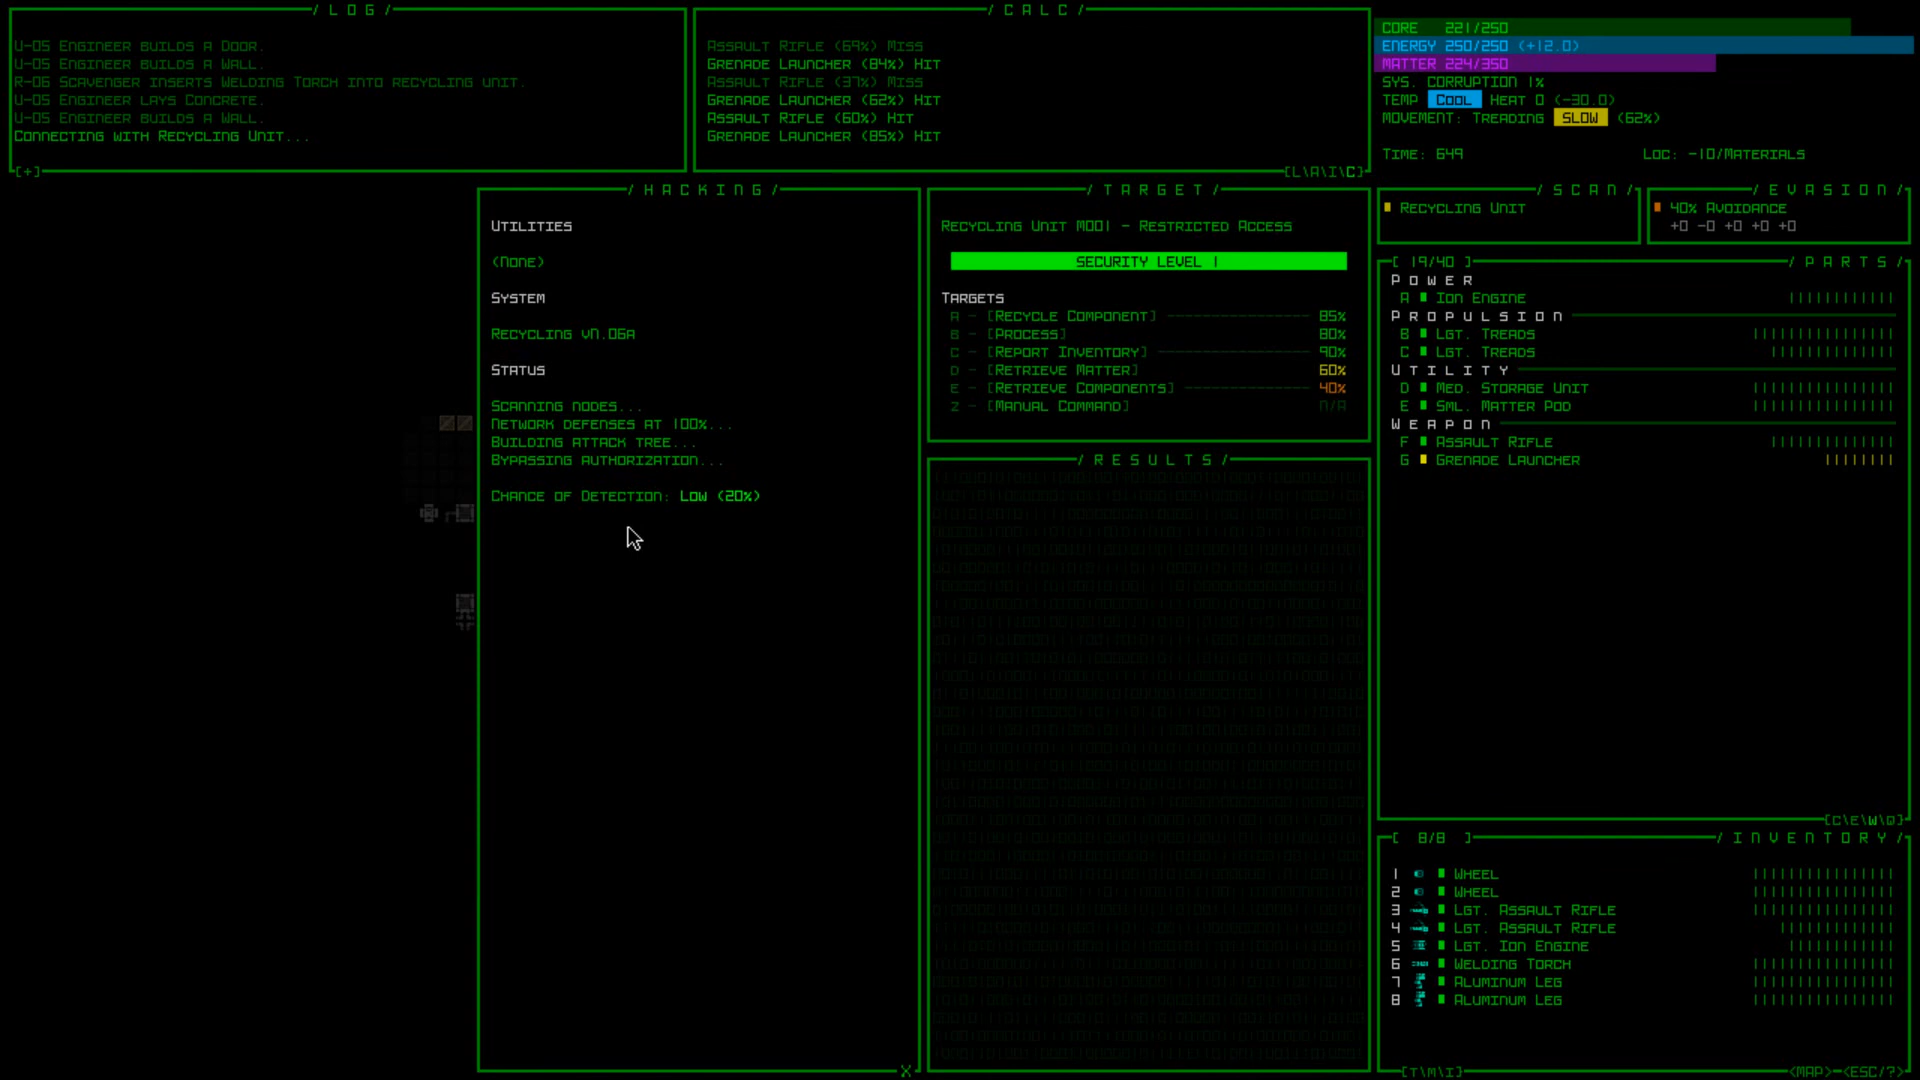 / LOG /
U-05 Engineer builds a Door.
U-05 Engineer builds a Wall.
R-06 Scavenger inserts Welding Torch into recycling unit.
U-05 Engineer lays Concrete.
U-05 Engineer builds a Wall.
Connecting with Recycling Unit...
[+]
/ CALC /
Assault Rifle (69%) Miss
Grenade Launcher (84%) Hit
Assault Rifle (37%) Miss
Grenade Launcher (62%) Hit
Assault Rifle (60%) Hit
Grenade Launcher (85%) Hit
[L\A\I\C]
CORE 221/250
ENERGY 250/250 (+12.0)
MATTER 224/350
Sys. Corruption 1%
Temp Cool Heat 0 (-30.0)
Movement: Treading SLOW (62%)
Time: 649 Loc: -10/Materials
/ HACKING /
Utilities
(None)
System
Recycling vN.06a
Status
Scanning nodes...
Network defenses at 100%...
Building attack tree...
Bypassing authorization...
Chance of Detection: Low (20%)
X
/ TARGET /
Recycling Unit M001 - Restricted Access
SECURITY LEVEL 1
Targets
A - [Recycle Component] 85%
B - [Process] 80%
C - [Report Inventory] 90%
D - [Retrieve Matter] 60%
E - [Retrieve Components] 40%
Z - [Manual Command] N/A
/ RESULTS /
/ SCAN /
Recycling Unit
/ EVASION /
40% Avoidance
+0 -0 +0 +0 +0
[ 19/40 ] / PARTS /
Power
A Ion Engine
Propulsion
B Lgt. Treads
C Lgt. Treads
Utility
D Med. Storage Unit
E Sml. Matter Pod
Weapon
F Assault Rifle
G Grenade Launcher
[C\E\W\Q]
[ 8/8 ] / INVENTORY /
1 Wheel
2 Wheel
3 Lgt. Assault Rifle
4 Lgt. Assault Rifle
5 Lgt. Ion Engine
6 Welding Torch
7 Aluminum Leg
8 Aluminum Leg
[T\M\I] <MAP>-<ESC/?>